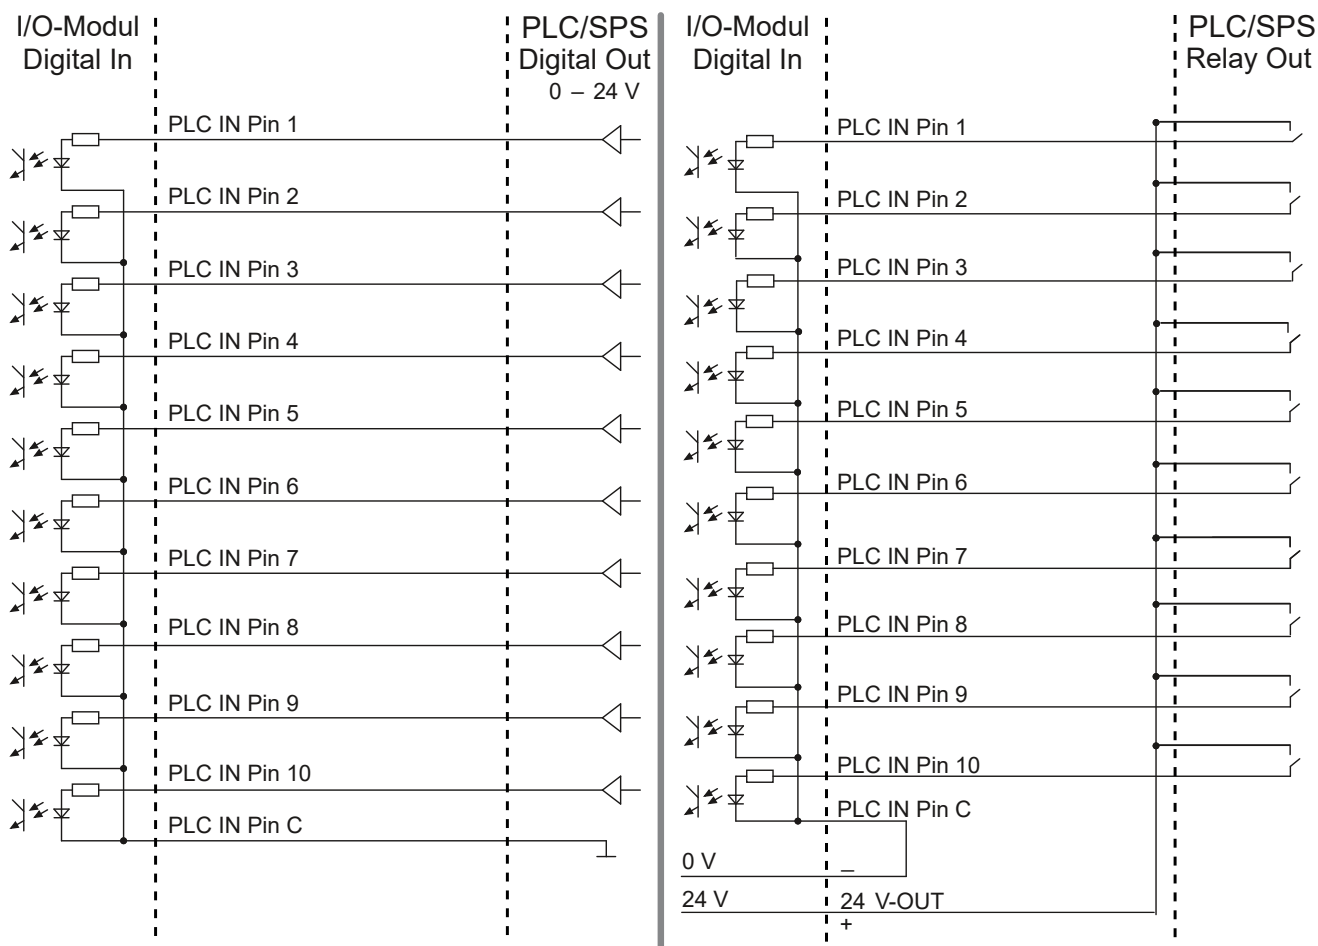 I/O-Modul
Digital In
PLC/SPS
Digital Out
0 – 24 V
PLC IN Pin 1
PLC IN Pin 2
PLC IN Pin 3
PLC IN Pin 4
PLC IN Pin 5
PLC IN Pin 6
PLC IN Pin 7
PLC IN Pin 8
PLC IN Pin 9
PLC IN Pin 10
PLC IN Pin C
I/O-Modul
Digital In
PLC/SPS
Relay Out
PLC IN Pin 1
PLC IN Pin 2
PLC IN Pin 3
PLC IN Pin 4
PLC IN Pin 5
PLC IN Pin 6
PLC IN Pin 7
PLC IN Pin 8
PLC IN Pin 9
PLC IN Pin 10
PLC IN Pin C
0 V
–
24 V
24 V-OUT
+